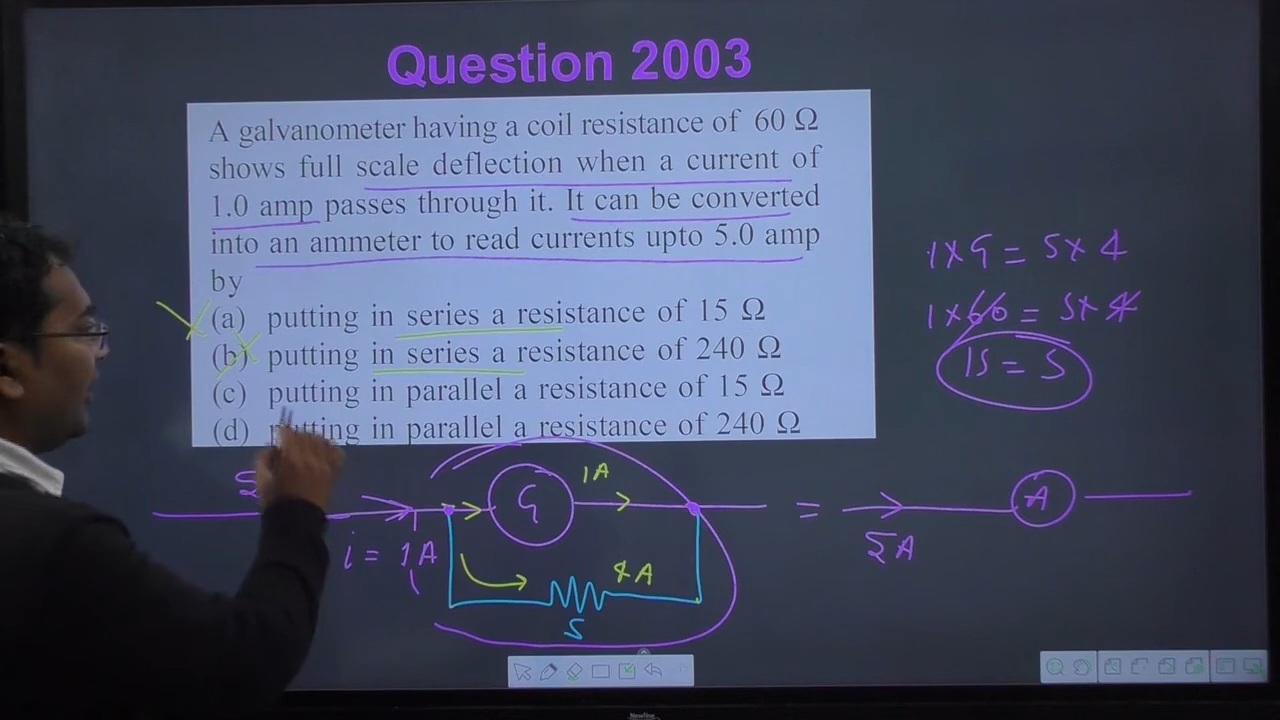 Question 2003
A galvanometer having a coil resistance of 60 Ω
shows full scale deflection when a current of
1.0 amp passes through it. It can be converted
into an ammeter to read currents upto 5.0 amp
by
(a) putting in series a resistance of 15 Ω
(b) putting in series a resistance of 240 Ω
(c) putting in parallel a resistance of 15 Ω
(d) putting in parallel a resistance of 240 Ω
1 × G = S × 4
1 × 60 = S × 4
15 = S
5
i = 1A
G
1A
4A
S
=
5A
A
Newline